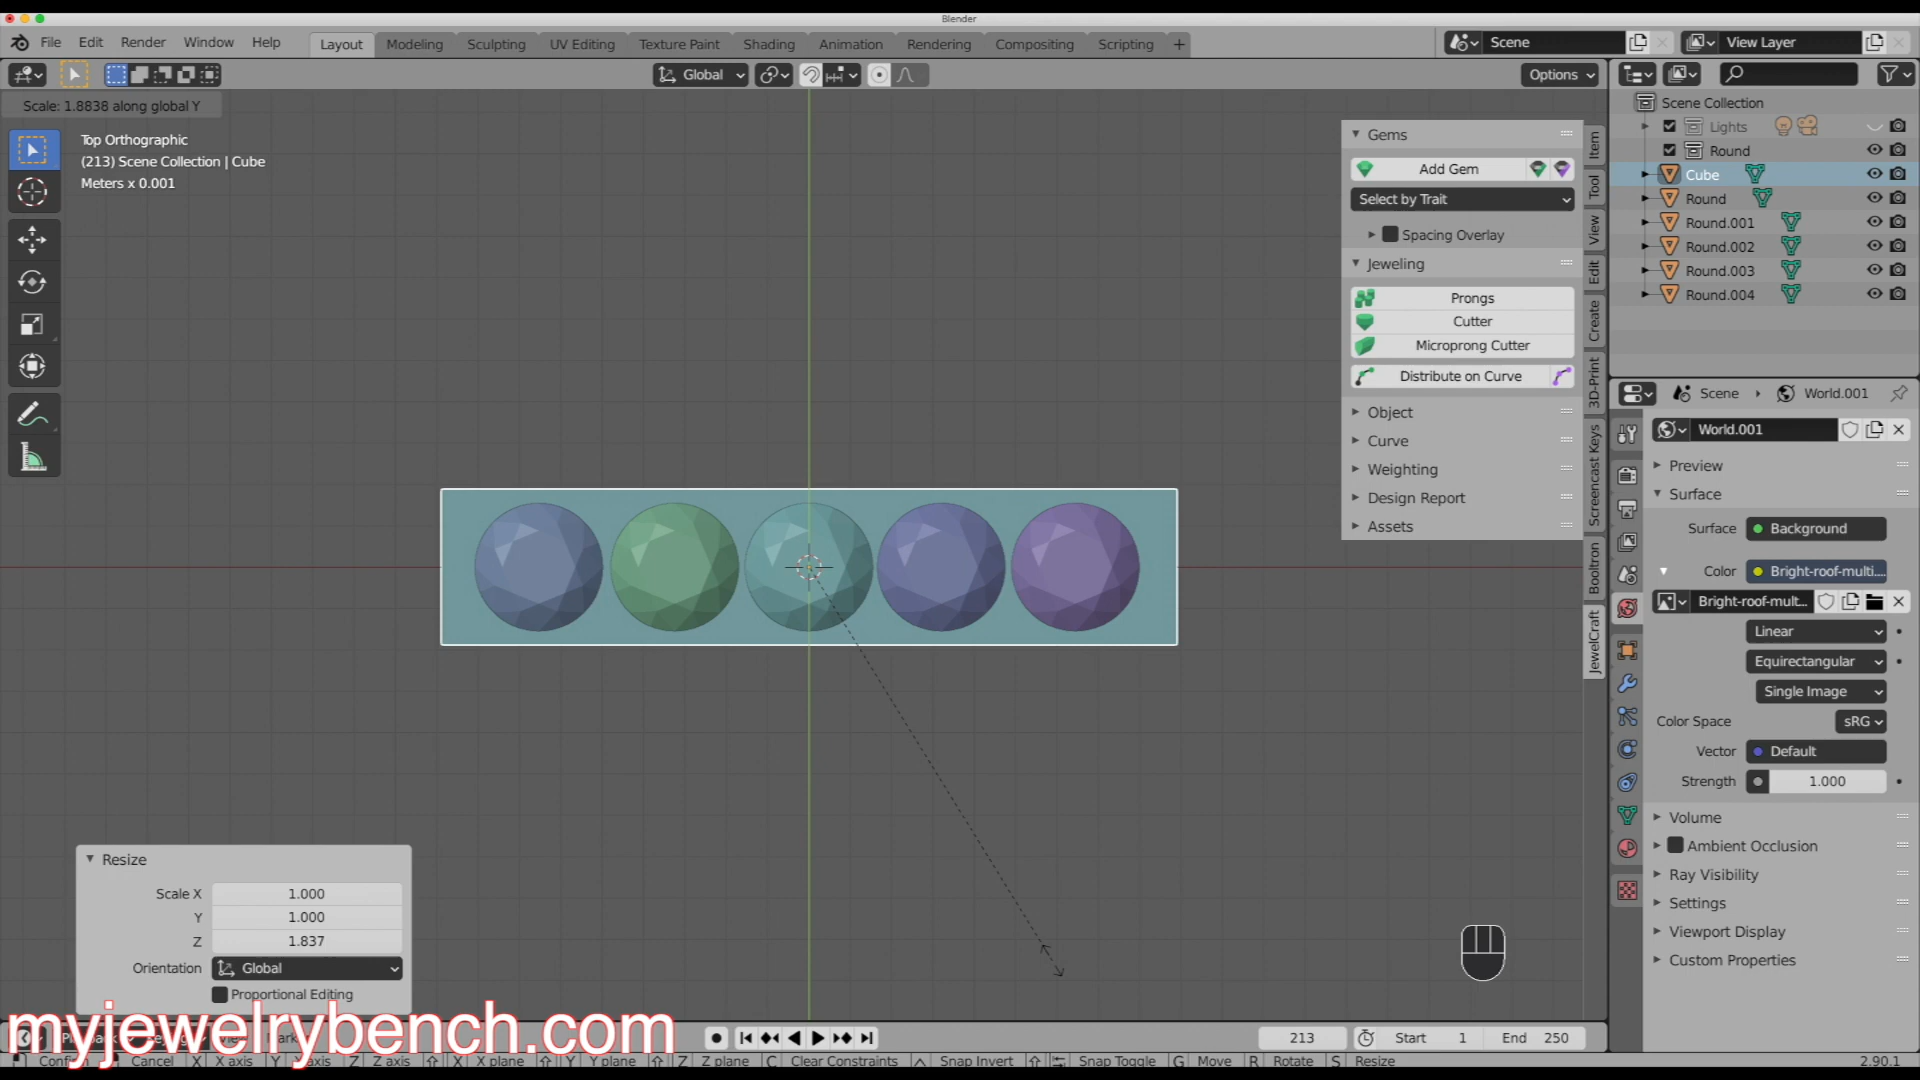 Blender
File Edit Render Window Help
Layout Modeling Sculpting UV Editing Texture Paint Shading Animation Rendering Compositing Scripting +
Scene
View Layer
Global
Options
Scale: 1.8838 along global Y
Top Orthographic
(213) Scene Collection | Cube
Meters x 0.001
Gems
Add Gem
Select by Trait
Spacing Overlay
Jeweling
Prongs
Cutter
Microprong Cutter
Distribute on Curve
Object
Curve
Weighting
Design Report
Assets
Item
Tool
View
Edit
Create
3D-Print
Screencast Keys
Booltron
JewelCraft
Scene Collection
Lights
Round
Cube
Round
Round.001
Round.002
Round.003
Round.004
Scene World.001
World.001
Preview
Surface
Surface Background
Color Bright-roof-multi....
Bright-roof-mult...
Linear
Equirectangular
Single Image
Color Space sRG
Vector Default
Strength 1.000
Volume
Ambient Occlusion
Ray Visibility
Settings
Viewport Display
Custom Properties
Resize
Scale X 1.000
Y 1.000
Z 1.837
Orientation Global
Proportional Editing
myjewelrybench.com
213 Start 1 End 250
Cancel X X axis Y Y axis Z Z axis X X plane Y Y plane Z Z plane C Clear Constraints Snap Invert Snap Toggle G Move R Rotate S Resize
2.90.1